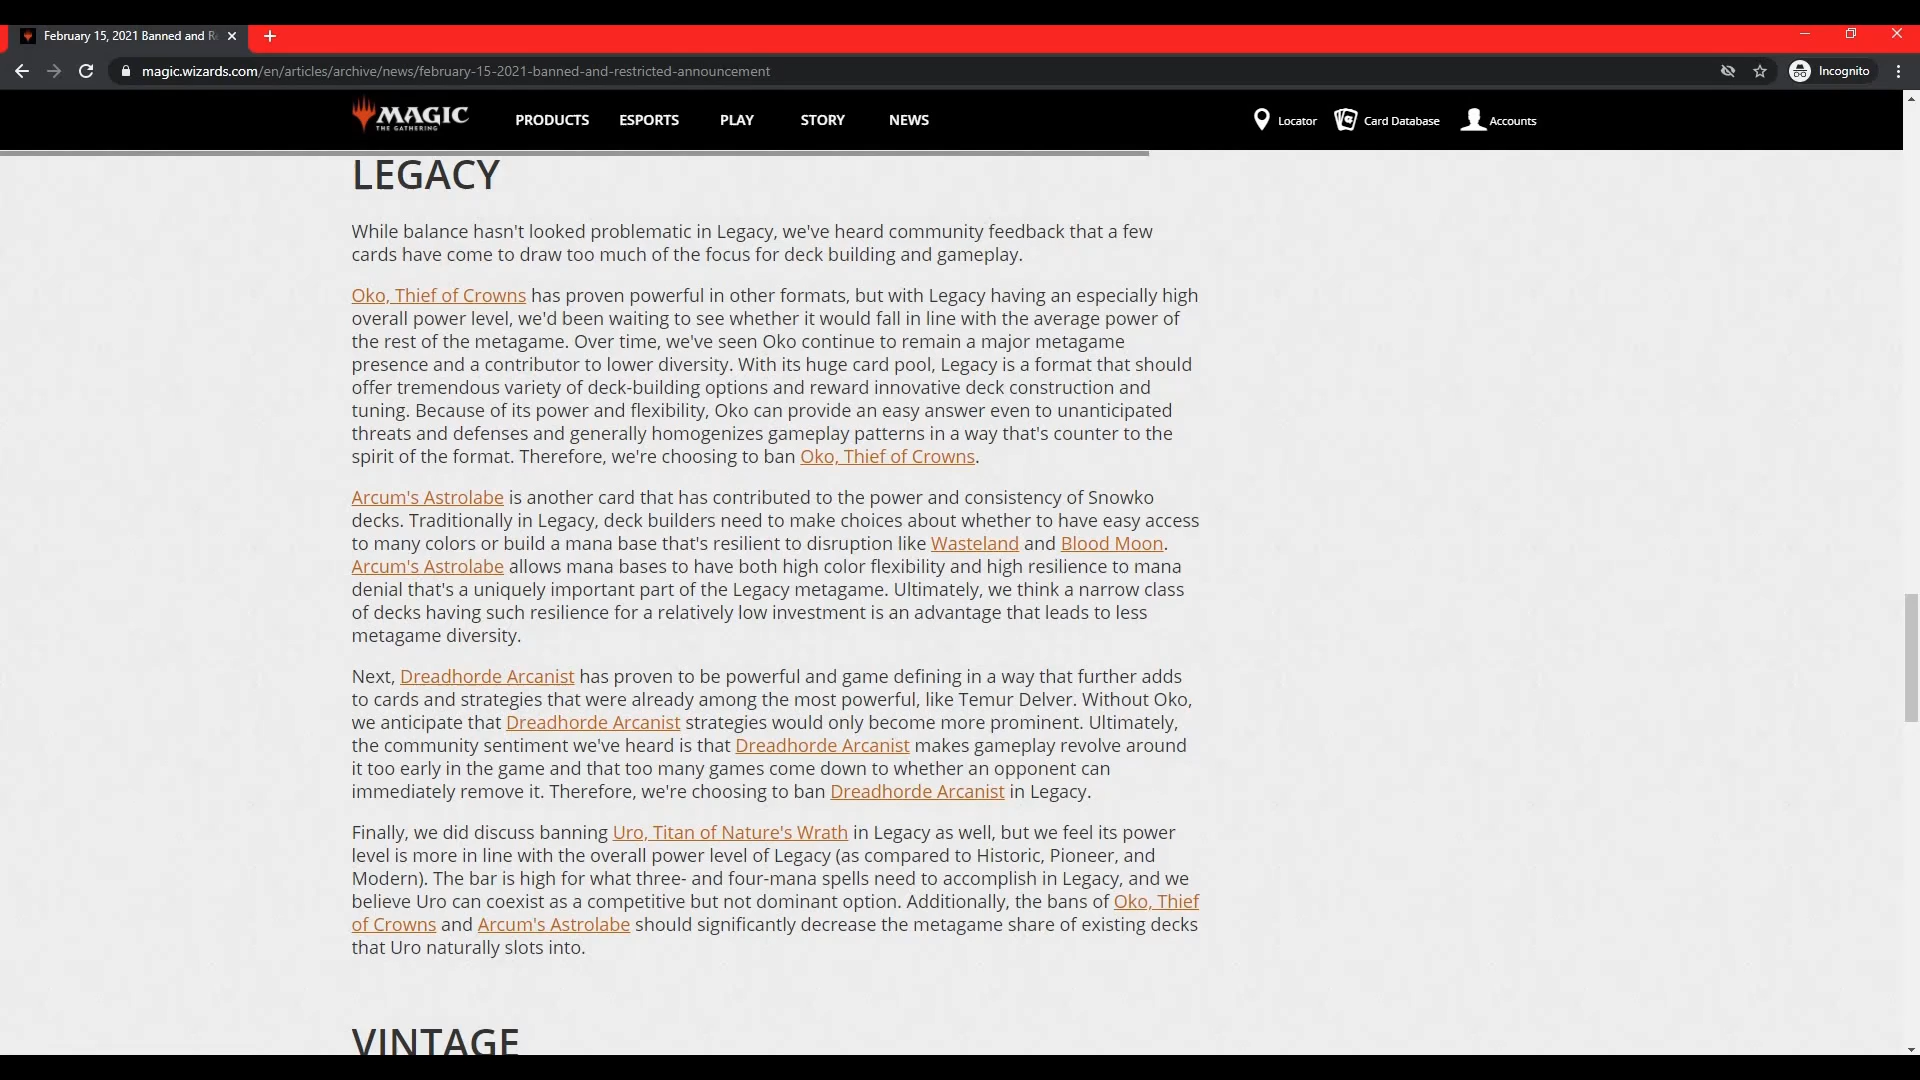 February 15, 2021 Banned and R
magic.wizards.com/en/articles/archive/news/february-15-2021-banned-and-restricted-announcement
Incognito
MAGIC
THE GATHERING
PRODUCTS
ESPORTS
PLAY
STORY
NEWS
Locator
Card Database
Accounts
LEGACY
While balance hasn't looked problematic in Legacy, we've heard community feedback that a few
cards have come to draw too much of the focus for deck building and gameplay.
Oko, Thief of Crowns has proven powerful in other formats, but with Legacy having an especially high
overall power level, we'd been waiting to see whether it would fall in line with the average power of
the rest of the metagame. Over time, we've seen Oko continue to remain a major metagame
presence and a contributor to lower diversity. With its huge card pool, Legacy is a format that should
offer tremendous variety of deck-building options and reward innovative deck construction and
tuning. Because of its power and flexibility, Oko can provide an easy answer even to unanticipated
threats and defenses and generally homogenizes gameplay patterns in a way that's counter to the
spirit of the format. Therefore, we're choosing to ban Oko, Thief of Crowns.
Arcum's Astrolabe is another card that has contributed to the power and consistency of Snowko
decks. Traditionally in Legacy, deck builders need to make choices about whether to have easy access
to many colors or build a mana base that's resilient to disruption like Wasteland and Blood Moon.
Arcum's Astrolabe allows mana bases to have both high color flexibility and high resilience to mana
denial that's a uniquely important part of the Legacy metagame. Ultimately, we think a narrow class
of decks having such resilience for a relatively low investment is an advantage that leads to less
metagame diversity.
Next, Dreadhorde Arcanist has proven to be powerful and game defining in a way that further adds
to cards and strategies that were already among the most powerful, like Temur Delver. Without Oko,
we anticipate that Dreadhorde Arcanist strategies would only become more prominent. Ultimately,
the community sentiment we've heard is that Dreadhorde Arcanist makes gameplay revolve around
it too early in the game and that too many games come down to whether an opponent can
immediately remove it. Therefore, we're choosing to ban Dreadhorde Arcanist in Legacy.
Finally, we did discuss banning Uro, Titan of Nature's Wrath in Legacy as well, but we feel its power
level is more in line with the overall power level of Legacy (as compared to Historic, Pioneer, and
Modern). The bar is high for what three- and four-mana spells need to accomplish in Legacy, and we
believe Uro can coexist as a competitive but not dominant option. Additionally, the bans of Oko, Thief
of Crowns and Arcum's Astrolabe should significantly decrease the metagame share of existing decks
that Uro naturally slots into.
VINTAGE